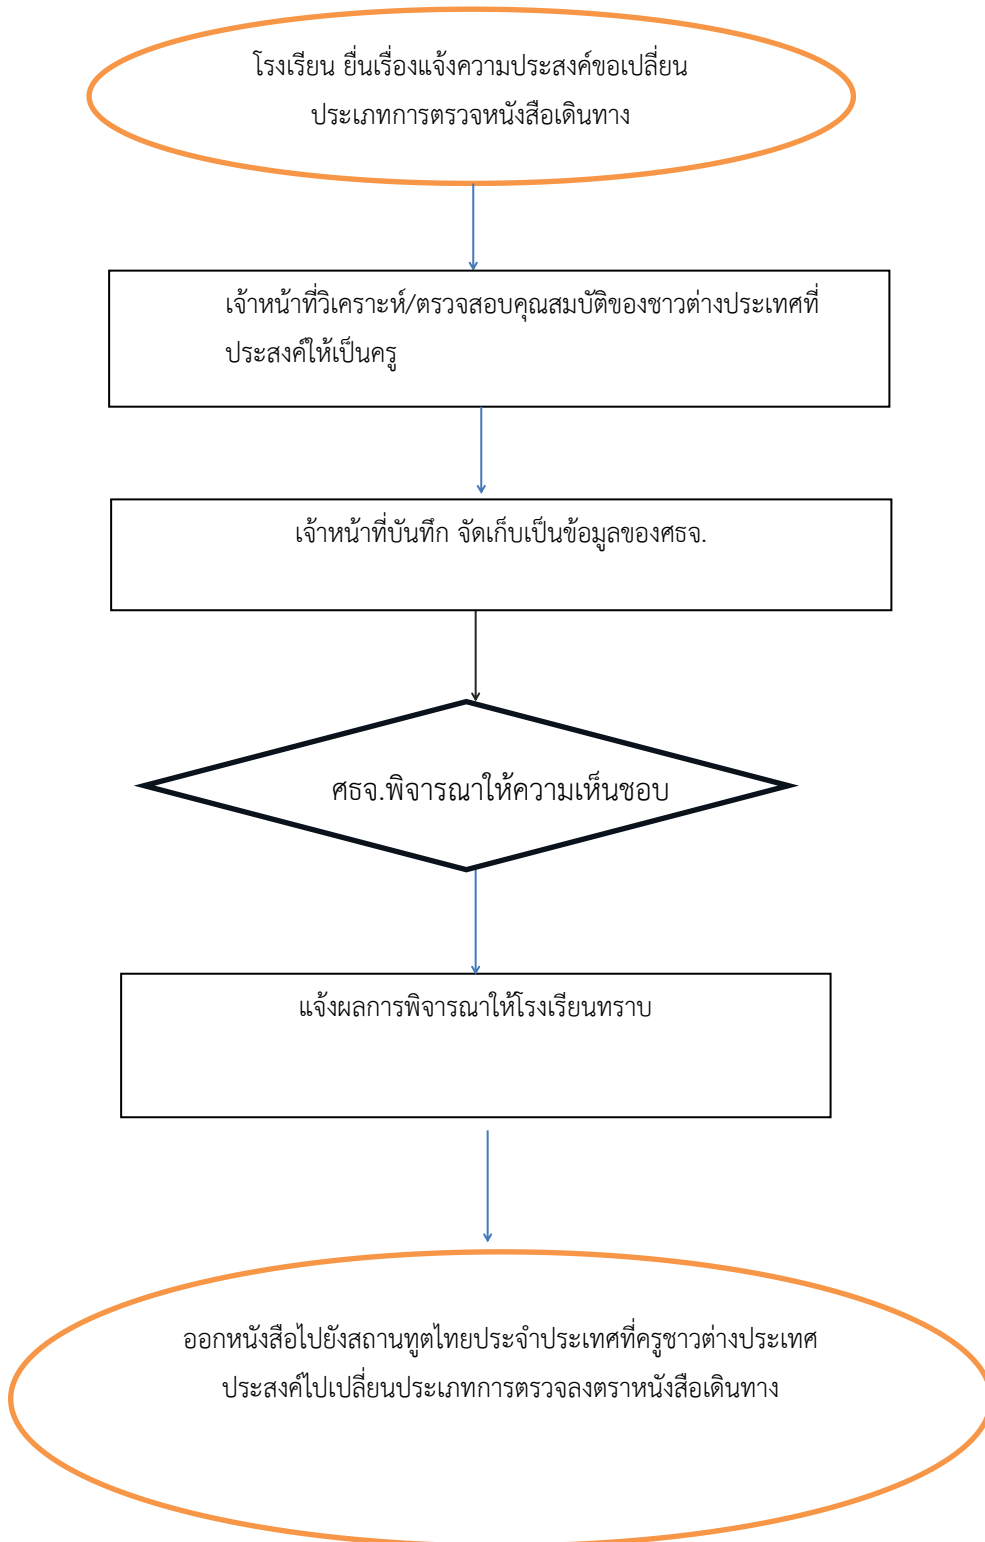 โรงเรียน ยื่นเรื่องแจ้งความประสงค์ขอเปลี่ยน
ประเภทการตรวจหนังสือเดินทาง
เจ้าหน้าที่วิเคราะห์/ตรวจสอบคุณสมบัติของชาวต่างประเทศที่
ประสงค์ให้เป็นครู
เจ้าหน้าที่บันทึก จัดเก็บเป็นข้อมูลของศธจ.
ศธจ.พิจารณาให้ความเห็นชอบ
แจ้งผลการพิจารณาให้โรงเรียนทราบ
ออกหนังสือไปยังสถานทูตไทยประจำประเทศที่ครูชาวต่างประเทศ
ประสงค์ไปเปลี่ยนประเภทการตรวจลงตราหนังสือเดินทาง